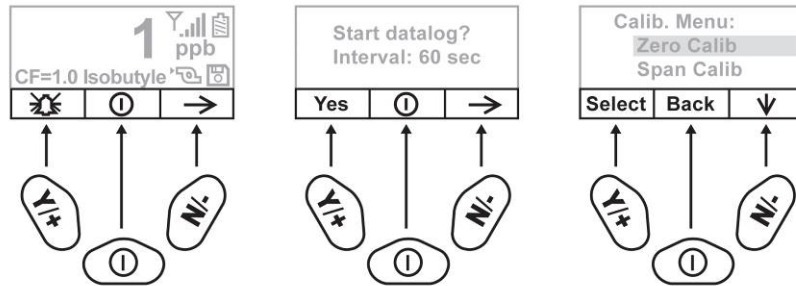 1
ppb
CF=1.0 Isobutyle
Y/+
N/-
Start datalog?
Interval: 60 sec
Yes
Y/+
N/-
Calib. Menu:
Zero Calib
Span Calib
Select Back
Y/+
N/-